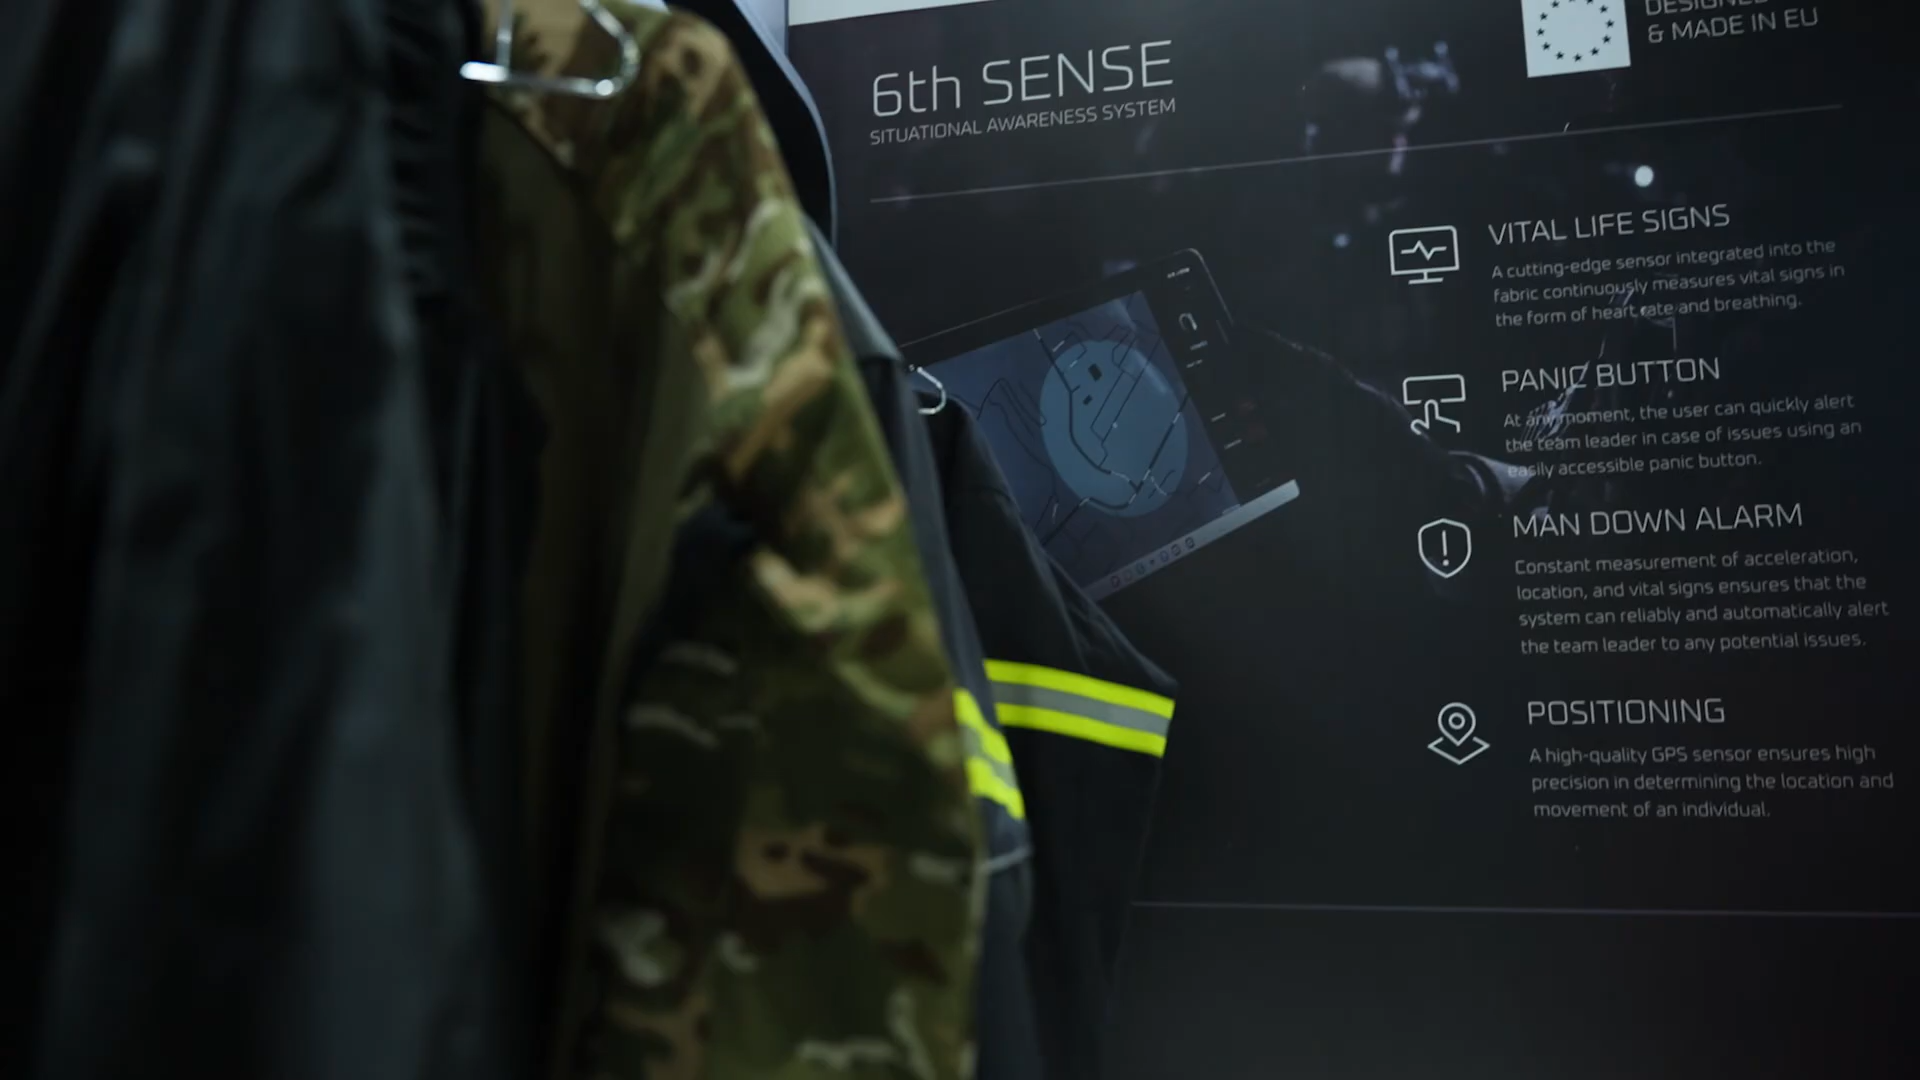 6th SENSE
SITUATIONAL AWARENESS SYSTEM
DESIGNED
& MADE IN EU
VITAL LIFE SIGNS
A cutting-edge sensor integrated into the
fabric continuously measures vital signs in
the form of heart rate and breathing.
PANIC BUTTON
At any moment, the user can quickly alert
the team leader in case of issues using an
easily accessible panic button.
MAN DOWN ALARM
Constant measurement of acceleration,
location, and vital signs ensures that the
system can reliably and automatically alert
the team leader to any potential issues.
POSITIONING
A high-quality GPS sensor ensures high
precision in determining the location and
movement of an individual.